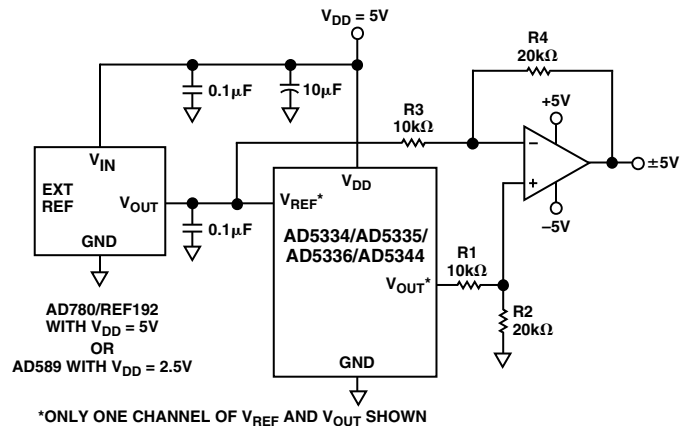 V_DD = 5V
R4
20kΩ
0.1μF
10μF
R3
10kΩ
+5V
–
+
–5V
±5V
V_IN
EXT
REF
V_OUT
GND
0.1μF
V_DD
V_REF*
AD5334/AD5335/
AD5336/AD5344
V_OUT*
GND
R1
10kΩ
R2
20kΩ
AD780/REF192
WITH V_DD = 5V
OR
AD589 WITH V_DD = 2.5V
*ONLY ONE CHANNEL OF V_REF AND V_OUT SHOWN